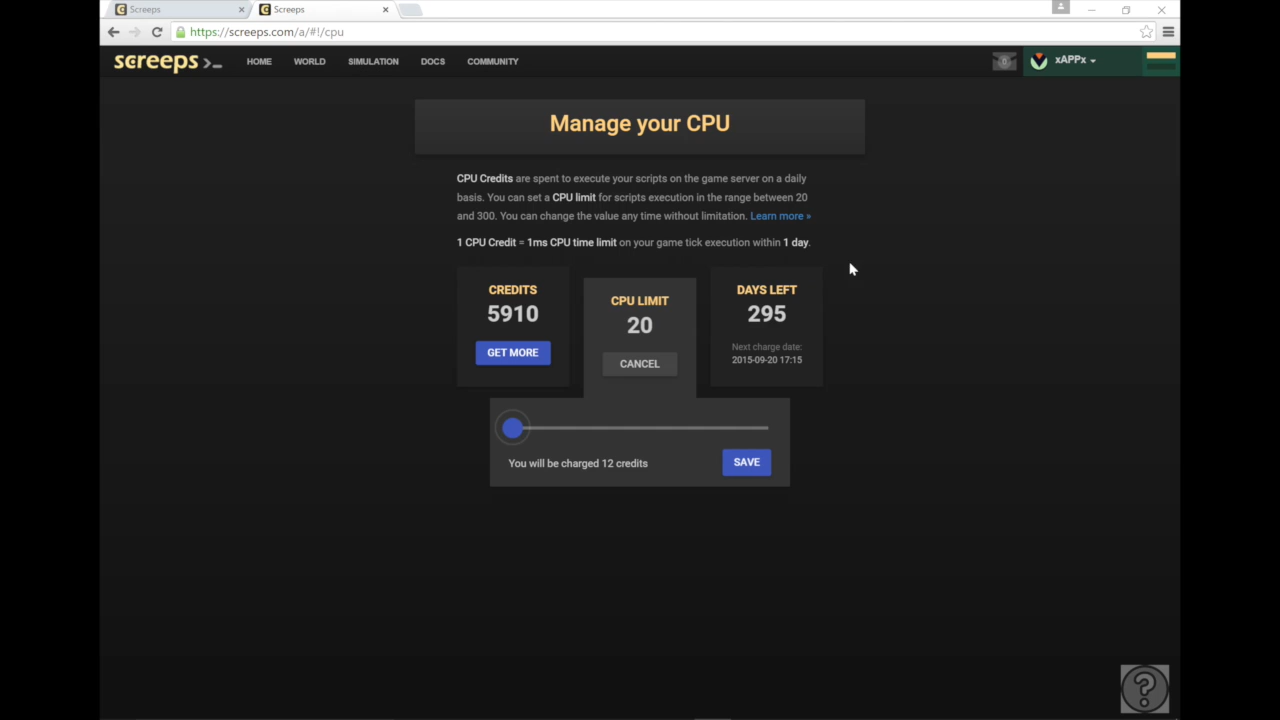 Screeps
Screeps
https://screeps.com/a/#!/cpu
screeps >_
HOME
WORLD
SIMULATION
DOCS
COMMUNITY
0
xAPPx
Manage your CPU
CPU Credits are spent to execute your scripts on the game server on a daily
basis. You can set a CPU limit for scripts execution in the range between 20
and 300. You can change the value any time without limitation. Learn more »
1 CPU Credit = 1ms CPU time limit on your game tick execution within 1 day.
CREDITS
5910
GET MORE
CPU LIMIT
20
CANCEL
DAYS LEFT
295
Next charge date:
2015-09-20 17:15
You will be charged 12 credits
SAVE
?